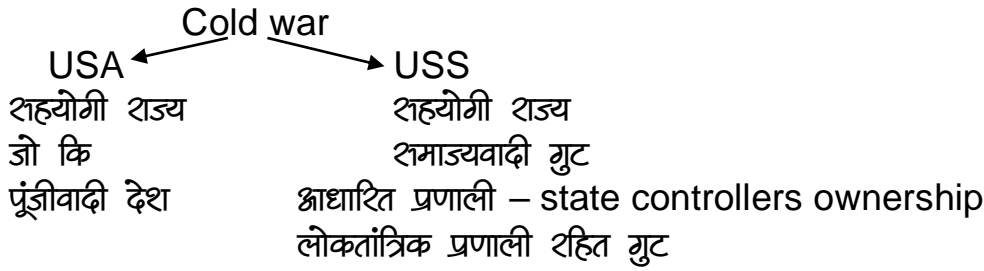 Cold war
USA USS
सहयोगी राज्य सहयोगी राज्य
जो कि समाज्यवादी गुट
पूंजीवादी देश आधारित प्रणाली – state controllers ownership
लोकतांत्रिक प्रणाली रहित गुट